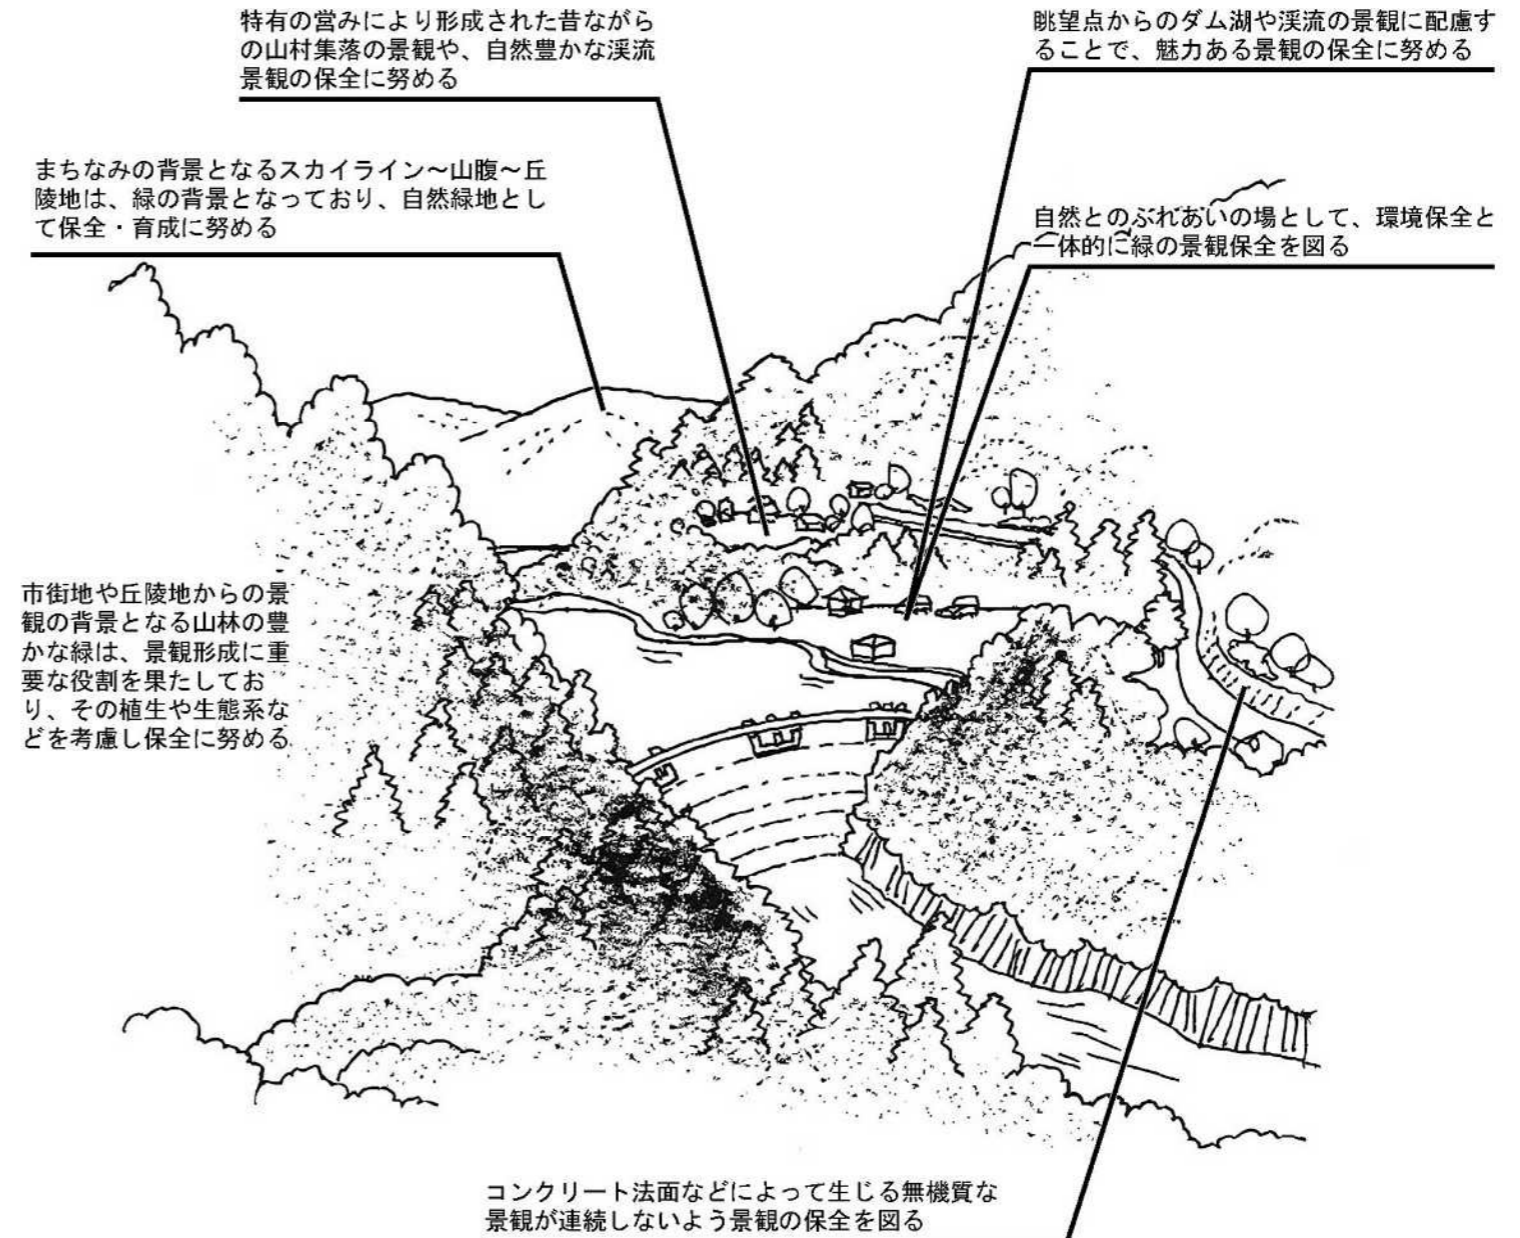 特有の営みにより形成された昔ながら
の山村集落の景観や、自然豊かな渓流
景観の保全に努める
眺望点からのダム湖や渓流の景観に配慮す
ることで、魅力ある景観の保全に努める
まちなみの背景となるスカイライン～山腹～丘
陵地は、緑の背景となっており、自然緑地とし
て保全・育成に努める
自然とのふれあいの場として、環境保全と
一体的に緑の景観保全を図る
市街地や丘陵地からの景
観の背景となる山林の豊
かな緑は、景観形成に重
要な役割を果たしてお
り、その植生や生態系な
どを考慮し保全に努める
コンクリート法面などによって生じる無機質な
景観が連続しないよう景観の保全を図る